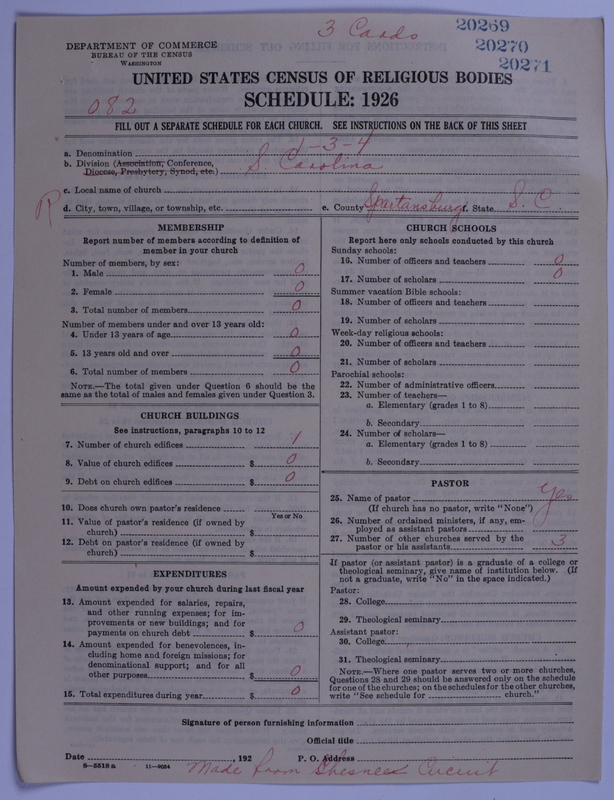 3 Cards
20269
20270
20271
DEPARTMENT OF COMMERCE
BUREAU OF THE CENSUS
WASHINGTON
UNITED STATES CENSUS OF RELIGIOUS BODIES
SCHEDULE: 1926
082
FILL OUT A SEPARATE SCHEDULE FOR EACH CHURCH. SEE INSTRUCTIONS ON THE BACK OF THIS SHEET
a. Denomination 1-3-4
b. Division (Association, Conference, Diocese, Presbytery, Synod, etc.) S. Carolina
c. Local name of church
R
d. City, town, village, or township, etc. e. County Spartansburg f. State S. C.
MEMBERSHIP
Report number of members according to definition of
member in your church
Number of members, by sex:
1. Male 0
2. Female 0
3. Total number of members 0
Number of members under and over 13 years old:
4. Under 13 years of age 0
5. 13 years old and over 0
6. Total number of members 0
NOTE.—The total given under Question 6 should be the
same as the total of males and females given under Question 3.
CHURCH BUILDINGS
See instructions, paragraphs 10 to 12
7. Number of church edifices 1
8. Value of church edifices $ 0
9. Debt on church edifices $ 0
10. Does church own pastor's residence
Yes or No
11. Value of pastor's residence (if owned by
church) $
12. Debt on pastor's residence (if owned by
church) $
EXPENDITURES
Amount expended by your church during last fiscal year
13. Amount expended for salaries, repairs,
and other running expenses; for im-
provements or new buildings; and for
payments on church debt $ 0
14. Amount expended for benevolences, in-
cluding home and foreign missions; for
denominational support; and for all
other purposes $ 0
15. Total expenditures during year $ 0
CHURCH SCHOOLS
Report here only schools conducted by this church
Sunday schools:
16. Number of officers and teachers 0
17. Number of scholars 0
Summer vacation Bible schools:
18. Number of officers and teachers
19. Number of scholars
Week-day religious schools:
20. Number of officers and teachers
21. Number of scholars
Parochial schools:
22. Number of administrative officers
23. Number of teachers—
a. Elementary (grades 1 to 8)
b. Secondary
24. Number of scholars—
a. Elementary (grades 1 to 8)
b. Secondary
PASTOR
25. Name of pastor Yes
(If church has no pastor, write "None")
26. Number of ordained ministers, if any, em-
ployed as assistant pastors
27. Number of other churches served by the
pastor or his assistants 3
If pastor (or assistant pastor) is a graduate of a college or
theological seminary, give name of institution below. (If
not a graduate, write "No" in the space indicated.)
Pastor:
28. College
29. Theological seminary
Assistant pastor:
30. College
31. Theological seminary
NOTE.—Where one pastor serves two or more churches,
Questions 28 and 29 should be answered only on the schedule
for one of the churches; on the schedules for the other churches,
write "See schedule for church."
Signature of person furnishing information
Official title
Date , 192 P. O. Address
8-5518a 11-9064
Made from Chesnee Circuit